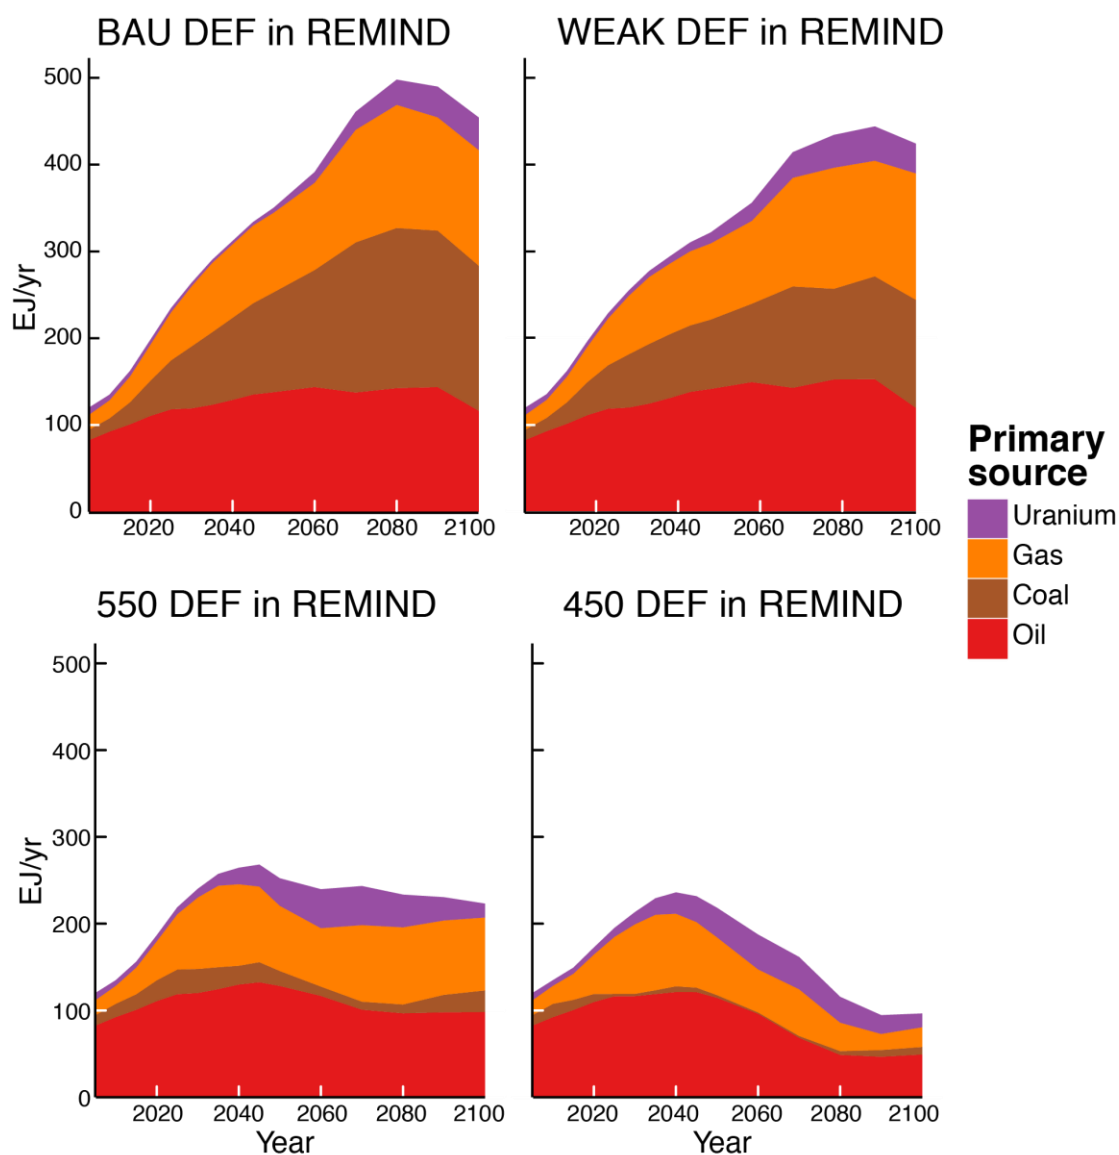 BAU DEF in REMIND
WEAK DEF in REMIND
500
400
300
200
100
0
EJ/yr
2020 2040 2060 2080 2100
2020 2040 2060 2080 2100
Primary
source
Uranium
Gas
Coal
Oil
550 DEF in REMIND
450 DEF in REMIND
500
400
300
200
100
0
EJ/yr
2020 2040 2060 2080 2100
2020 2040 2060 2080 2100
Year
Year